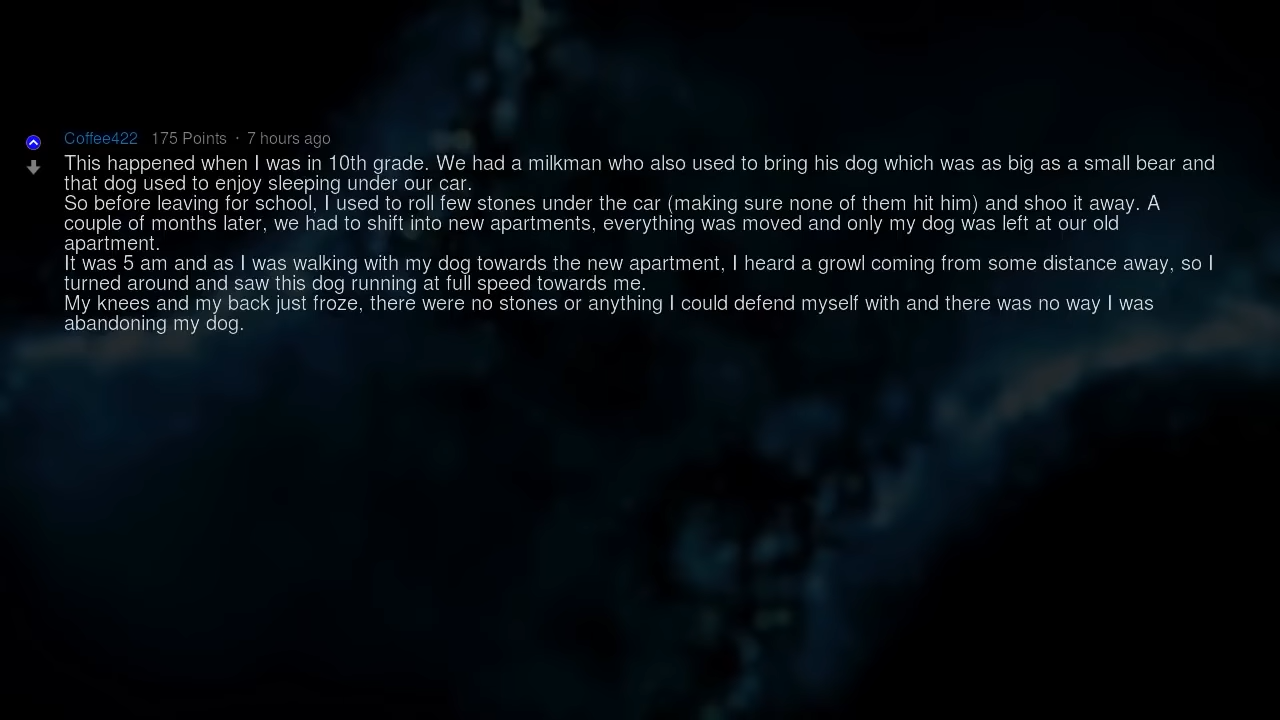 Coffee422 175 Points · 7 hours ago
This happened when I was in 10th grade. We had a milkman who also used to bring his dog which was as big as a small bear and
that dog used to enjoy sleeping under our car.
So before leaving for school, I used to roll few stones under the car (making sure none of them hit him) and shoo it away. A
couple of months later, we had to shift into new apartments, everything was moved and only my dog was left at our old
apartment.
It was 5 am and as I was walking with my dog towards the new apartment, I heard a growl coming from some distance away, so I
turned around and saw this dog running at full speed towards me.
My knees and my back just froze, there were no stones or anything I could defend myself with and there was no way I was
abandoning my dog.